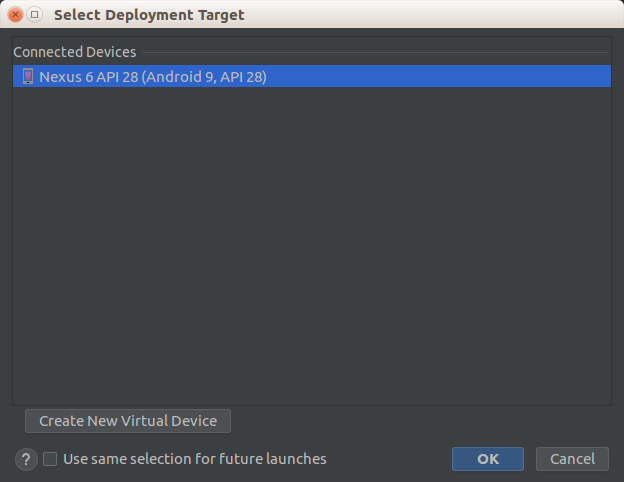 Select Deployment Target
Connected Devices
Nexus 6 API 28 (Android 9, API 28)
Create New Virtual Device
? Use same selection for future launches OK Cancel